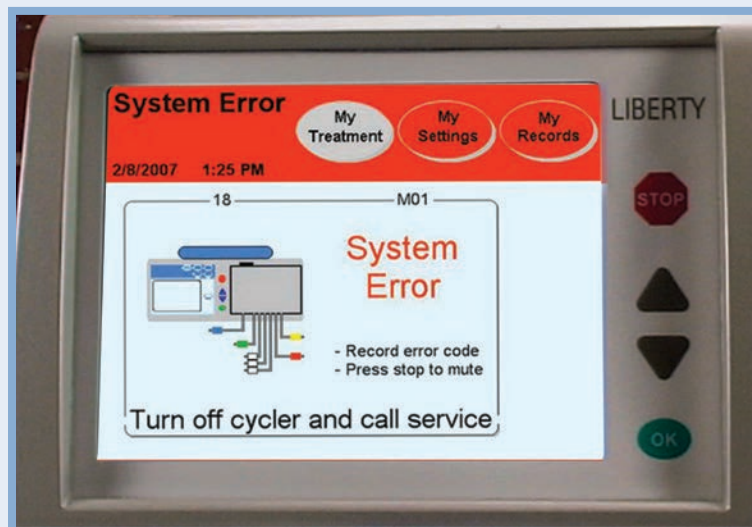 System Error
My
Treatment
My
Settings
My
Records
2/8/2007 1:25 PM
LIBERTY
STOP
18
M01
System
Error
- Record error code
- Press stop to mute
Turn off cycler and call service
OK